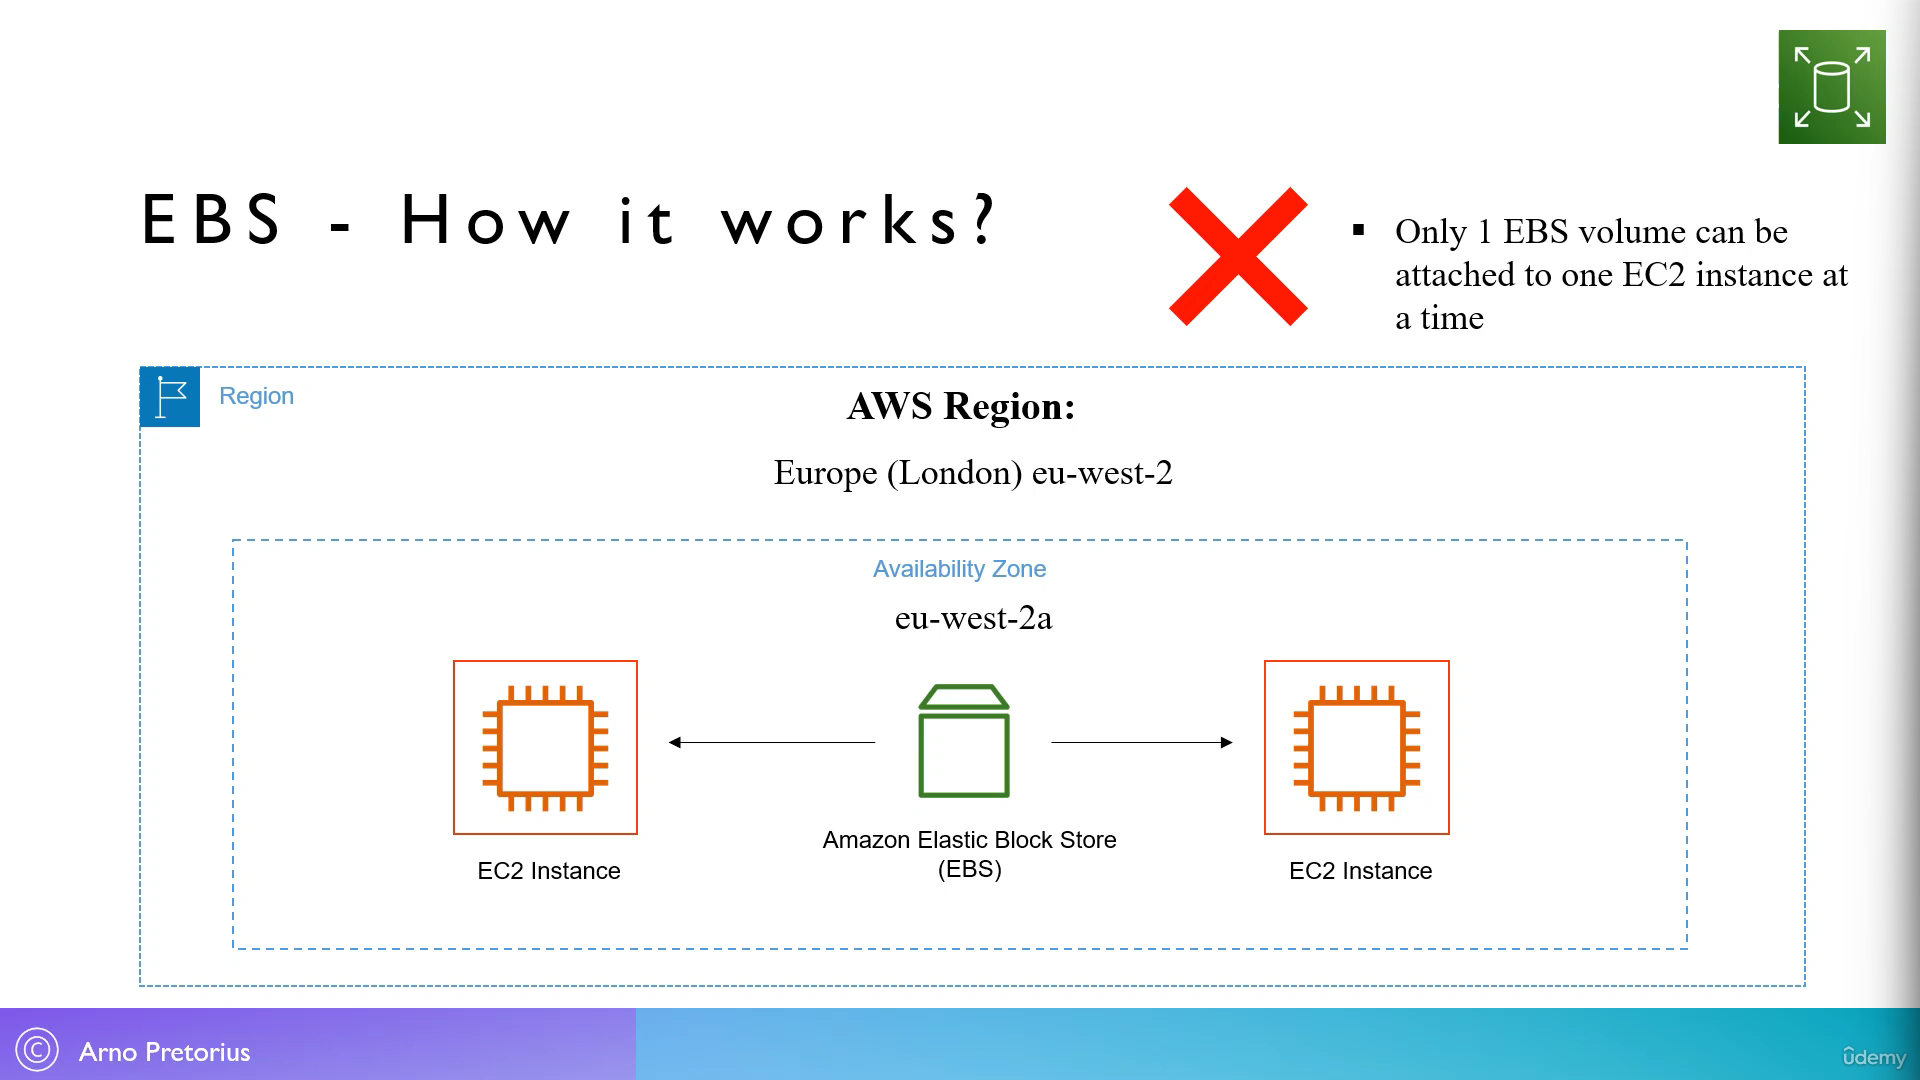 EBS - How it works?
▪ Only 1 EBS volume can be
attached to one EC2 instance at
a time
Region
AWS Region:
Europe (London) eu-west-2
Availability Zone
eu-west-2a
Amazon Elastic Block Store
(EBS)
EC2 Instance
EC2 Instance
© Arno Pretorius
ûdemy